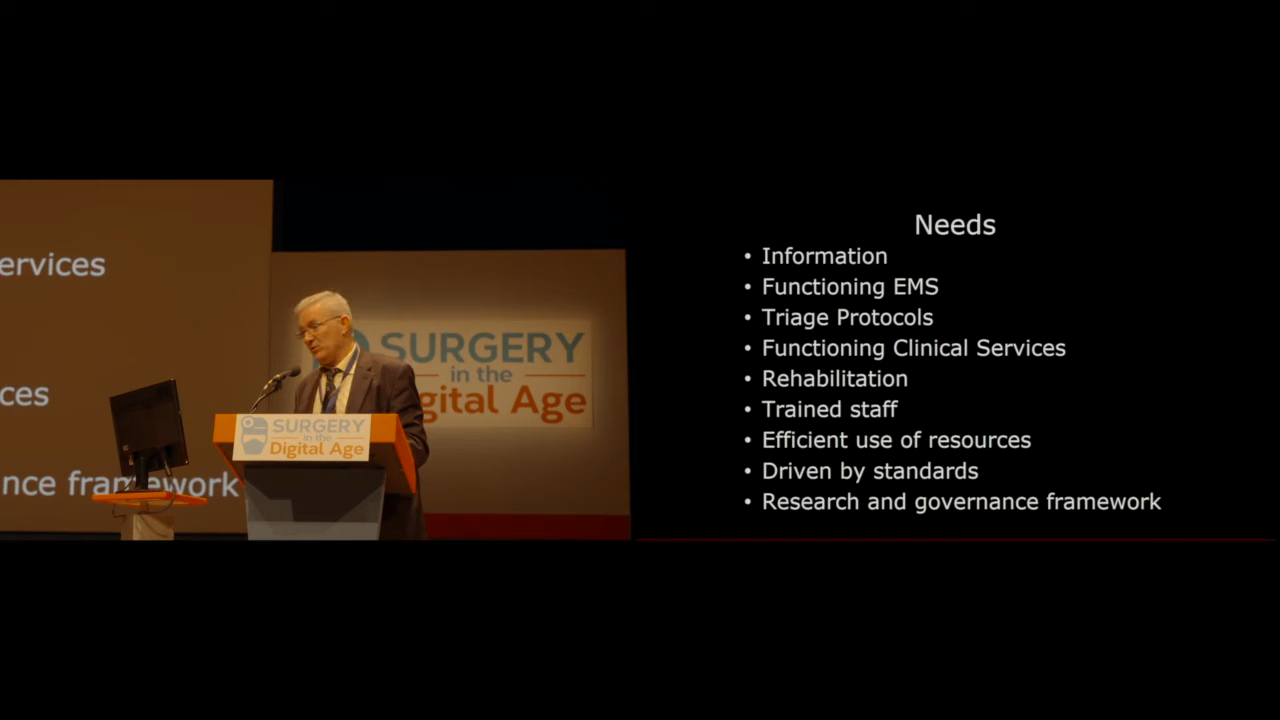 ervices
ces
nce framework
SURGERY
in the
gital Age
SURGERY
in the
Digital Age
Needs
• Information
• Functioning EMS
• Triage Protocols
• Functioning Clinical Services
• Rehabilitation
• Trained staff
• Efficient use of resources
• Driven by standards
• Research and governance framework